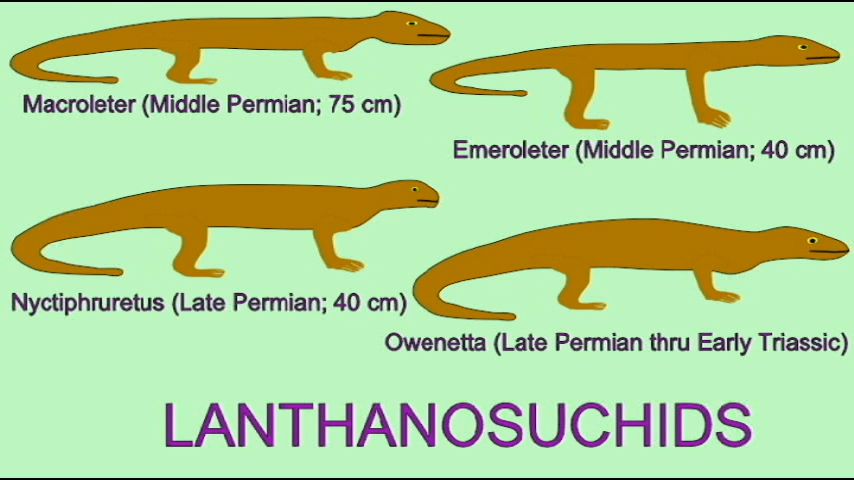 Macroleter (Middle Permian; 75 cm)
Emeroleter (Middle Permian; 40 cm)
Nyctiphruretus (Late Permian; 40 cm)
Owenetta (Late Permian thru Early Triassic)
LANTHANOSUCHIDS